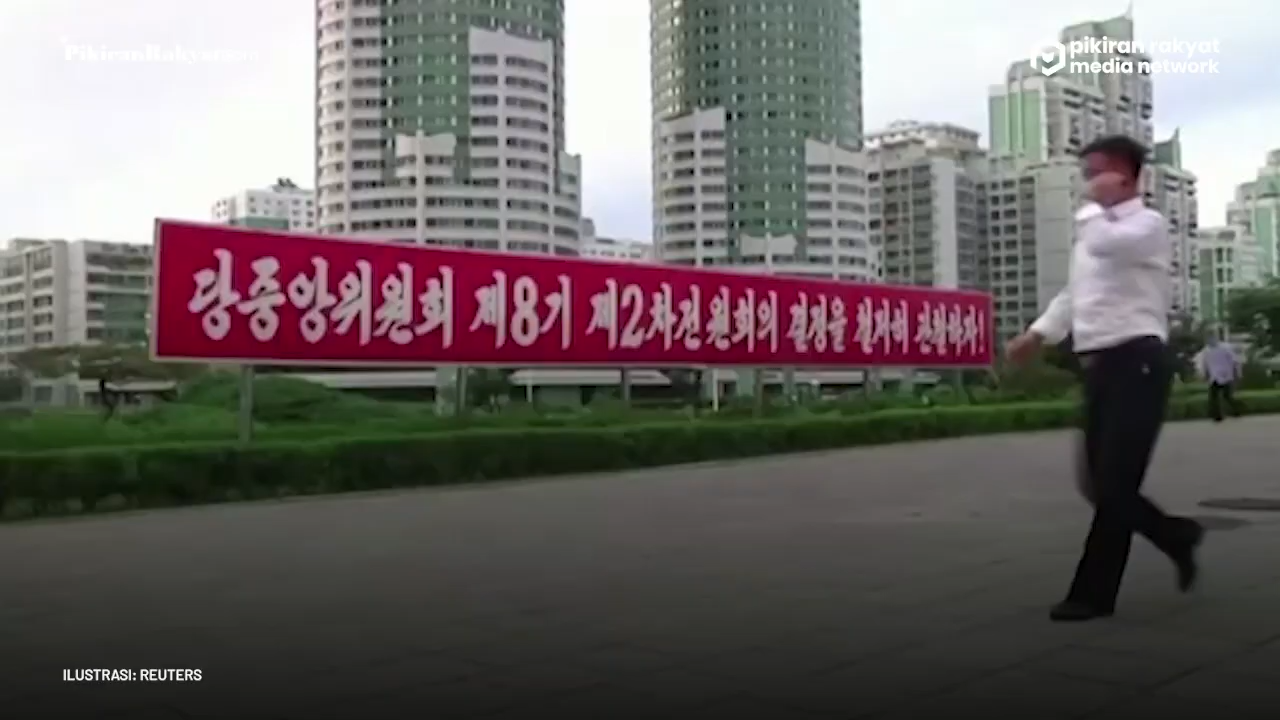 PikiranRakyat.com
pikiran rakyat
media network
당중앙위원회 제8기 제2차전원회의 결정을 철저히 관철하자!
ILUSTRASI: REUTERS